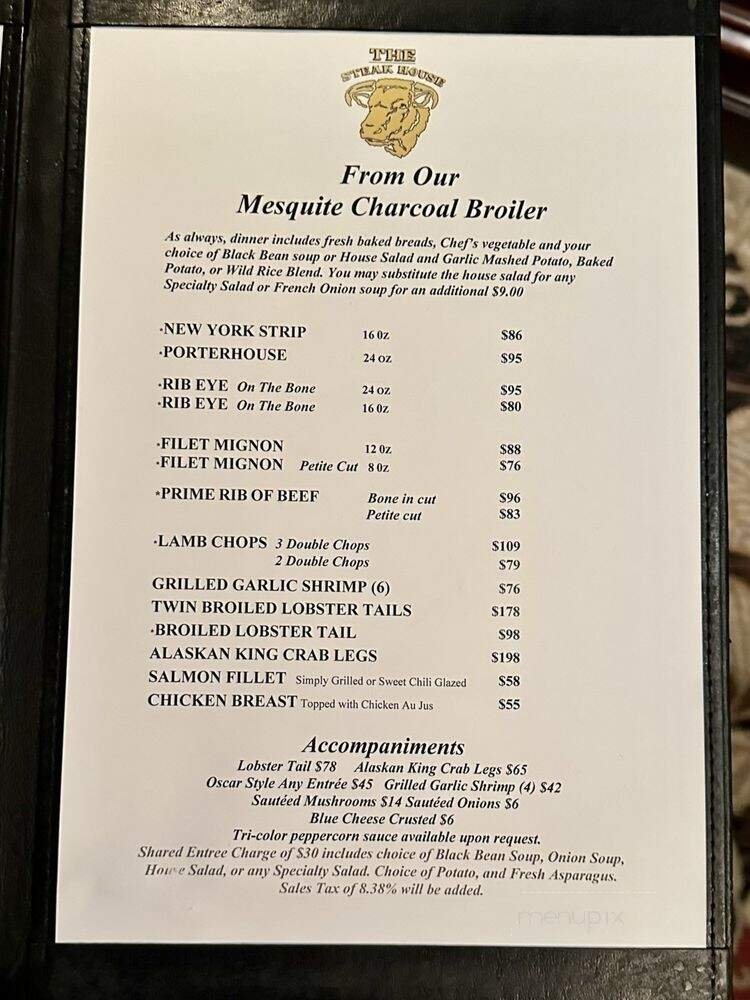 THE
STEAK HOUSE
From Our
Mesquite Charcoal Broiler
As always, dinner includes fresh baked breads, Chef's vegetable and your
choice of Black Bean soup or House Salad and Garlic Mashed Potato, Baked
Potato, or Wild Rice Blend. You may substitute the house salad for any
Specialty Salad or French Onion soup for an additional $9.00
·NEW YORK STRIP 16 0Z $86
·PORTERHOUSE 24 OZ $95
·RIB EYE On The Bone 24 OZ $95
·RIB EYE On The Bone 16 0Z $80
·FILET MIGNON 12 0Z $88
·FILET MIGNON Petite Cut 8 0Z $76
*PRIME RIB OF BEEF Bone in cut $96
Petite cut $83
·LAMB CHOPS 3 Double Chops $109
2 Double Chops $79
GRILLED GARLIC SHRIMP (6) $76
TWIN BROILED LOBSTER TAILS $178
·BROILED LOBSTER TAIL $98
ALASKAN KING CRAB LEGS $198
SALMON FILLET Simply Grilled or Sweet Chili Glazed $58
CHICKEN BREAST Topped with Chicken Au Jus $55
Accompaniments
Lobster Tail $78 Alaskan King Crab Legs $65
Oscar Style Any Entrée $45 Grilled Garlic Shrimp (4) $42
Sautéed Mushrooms $14 Sautéed Onions $6
Blue Cheese Crusted $6
Tri-color peppercorn sauce available upon request.
Shared Entree Charge of $30 includes choice of Black Bean Soup, Onion Soup,
House Salad, or any Specialty Salad. Choice of Potato, and Fresh Asparagus.
Sales Tax of 8.38% will be added.
menupix